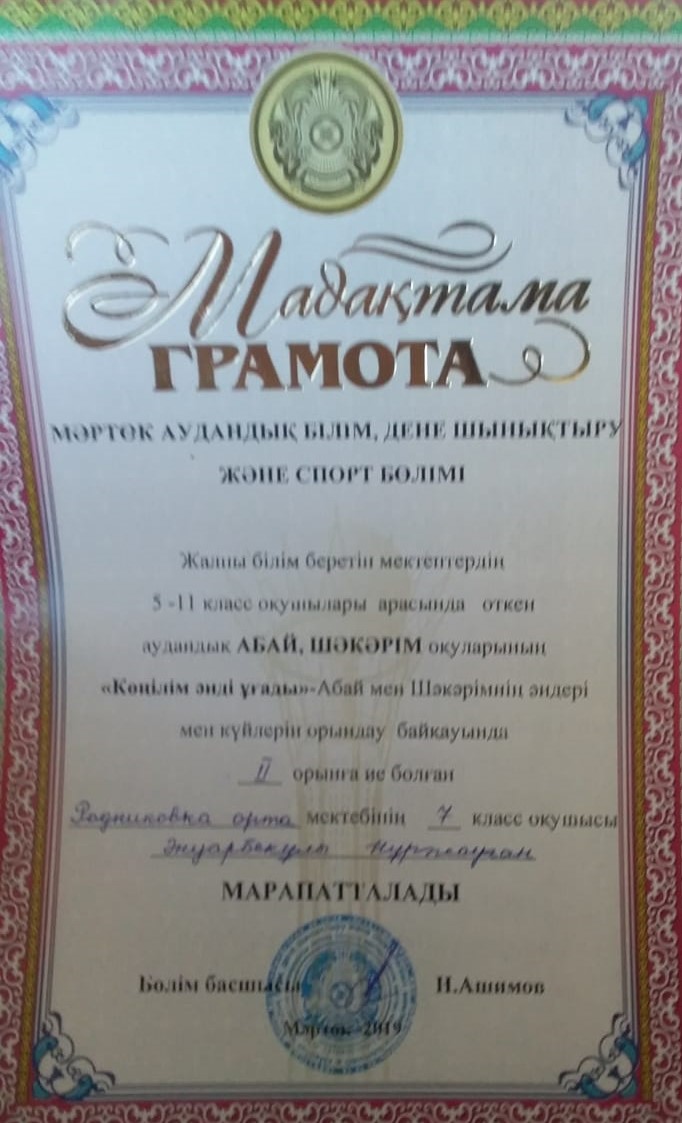 Мадақтама
ГРАМОТА
МӘРТӨК АУДАНДЫҚ БІЛІМ, ДЕНЕ ШЫНЫҚТЫРУ
ЖӘНЕ СПОРТ БӨЛІМІ
Жалпы білім беретін мектептердің
5 -11 класс оқушылары арасында өткен
аудандық АБАЙ, ШӘКӘРІМ оқуларының
«Көңілім әнді ұғады»-Абай мен Шәкәрімнің әндері
мен күйлерін орындау байқауында
II орынға ие болған
Родниковка орта мектебінің 7 класс оқушысы
Әнуарбекұлы Нұржауған
МАРАПАТТАЛАДЫ
Бөлім басшысы Н.Ашимов
Мәртөк -2019